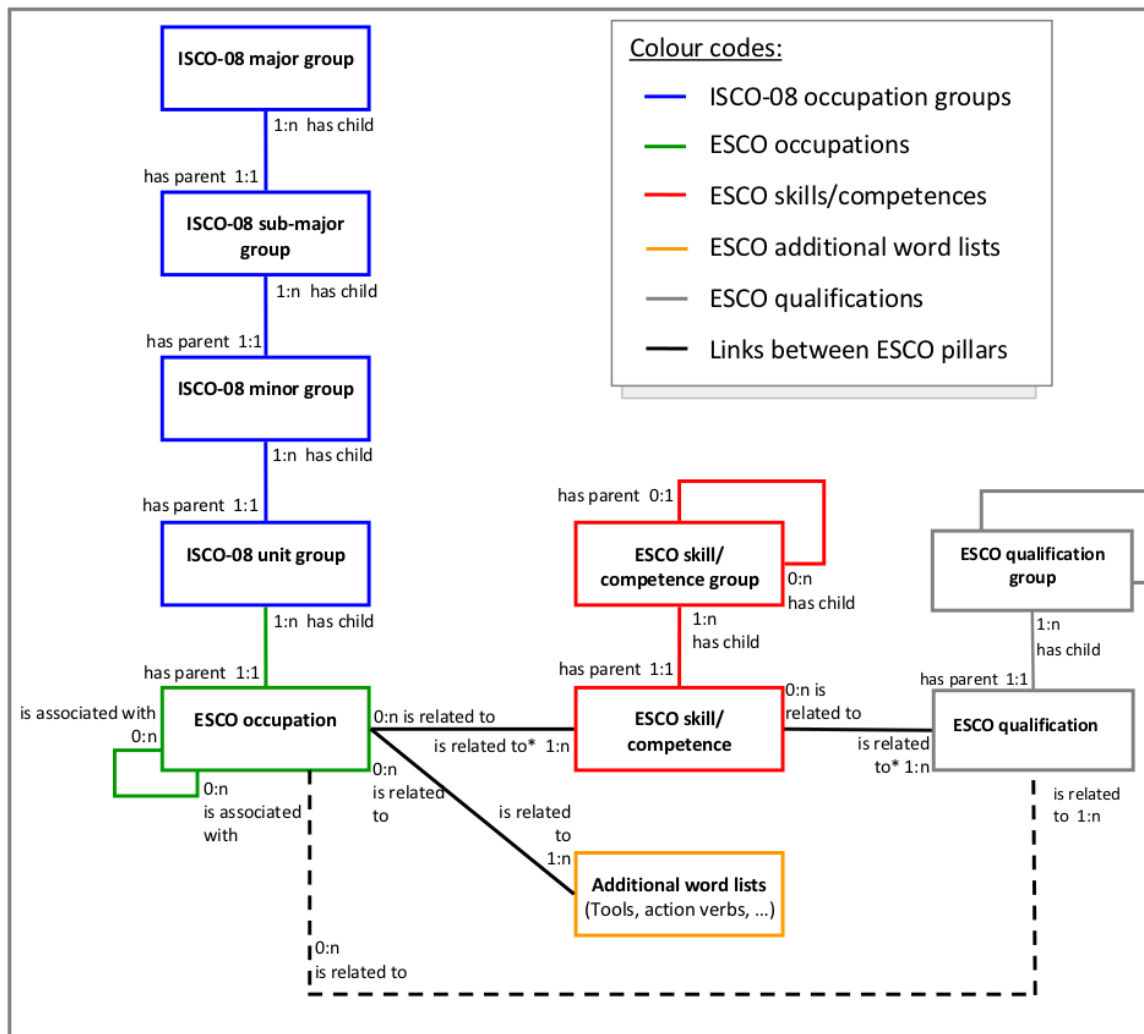 ISCO-08 major group
1:n has child
has parent 1:1
ISCO-08 sub-major
group
1:n has child
has parent 1:1
ISCO-08 minor group
1:n has child
has parent 1:1
ISCO-08 unit group
1:n has child
has parent 1:1
ESCO occupation
is associated with
0:n
0:n
is associated
with
Colour codes:
ISCO-08 occupation groups
ESCO occupations
ESCO skills/competences
ESCO additional word lists
ESCO qualifications
Links between ESCO pillars
has parent 0:1
ESCO skill/
competence group
0:n
has child
1:n
has child
has parent 1:1
ESCO skill/
competence
0:n is related to
is related to* 1:n
0:n
is related
to
is related
to
1:n
Additional word lists
(Tools, action verbs, ...)
ESCO qualification
group
1:n
has child
has parent 1:1
ESCO qualification
0:n is
related to
is related
to* 1:n
is related
to 1:n
0:n
is related to